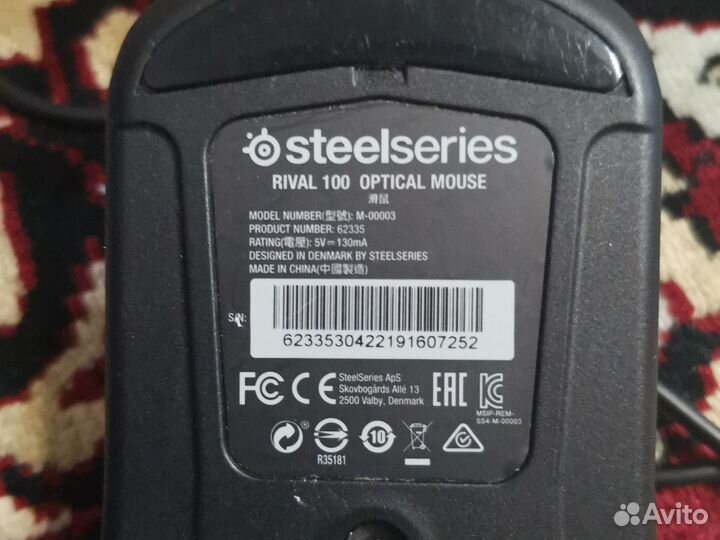 steelseries
RIVAL 100 OPTICAL MOUSE
滑鼠
MODEL NUMBER(型號): M-00003
PRODUCT NUMBER: 62335
RATING(電壓): 5V⎓130mA
DESIGNED IN DENMARK BY STEELSERIES
MADE IN CHINA(中國製造)
S/N:
6233530422191607252
FC CE SteelSeries ApS
Skovbogårds Allé 13
2500 Valby, Denmark
EAC
MSIP-REM-
SS4-M-00003
10
R35181
Avito